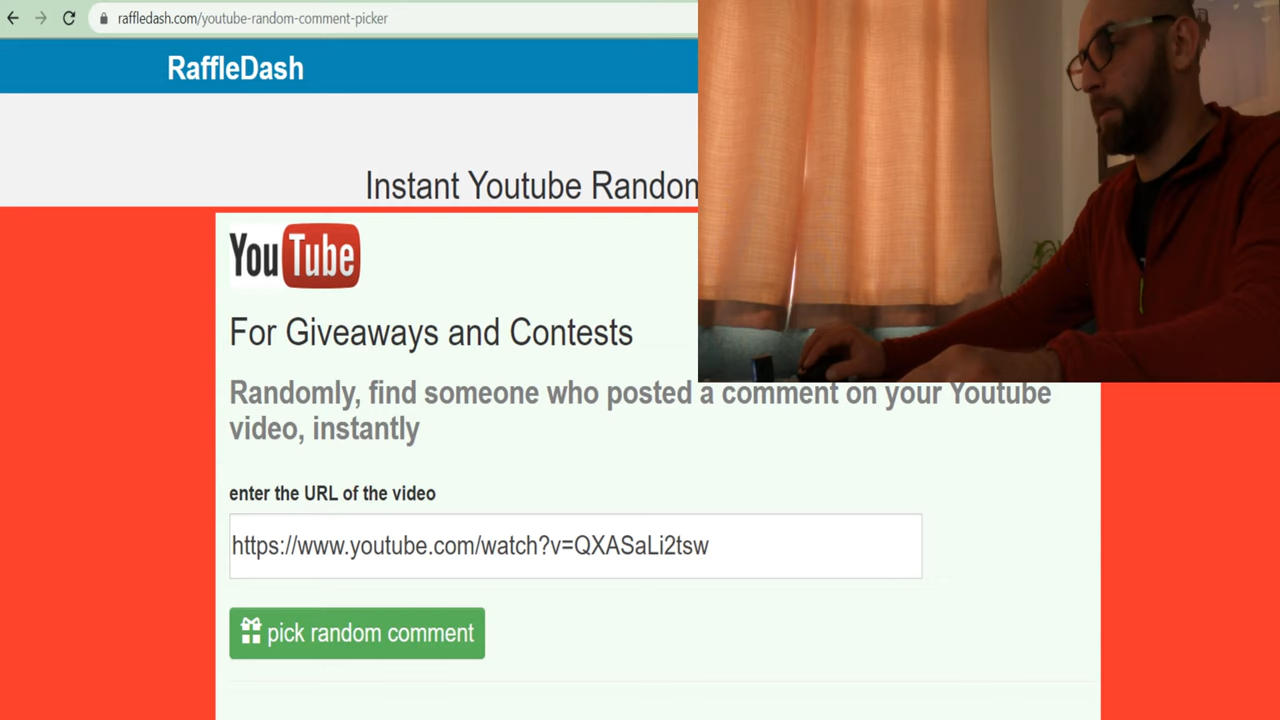 raffledash.com/youtube-random-comment-picker
RaffleDash
Instant Youtube Random
YouTube
For Giveaways and Contests
Randomly, find someone who posted a comment on your Youtube
video, instantly
enter the URL of the video
https://www.youtube.com/watch?v=QXASaLi2tsw
pick random comment